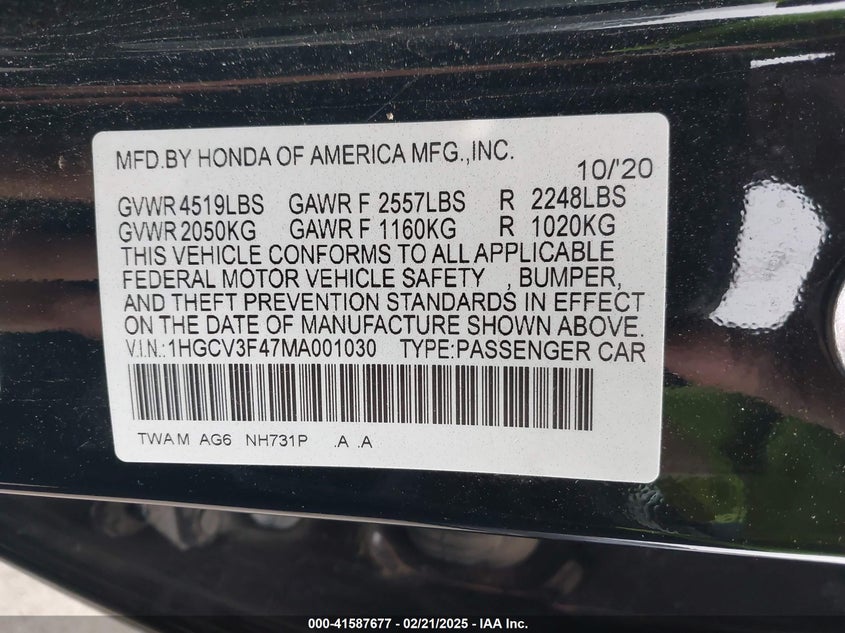 MFD.BY HONDA OF AMERICA MFG.,INC. 10/'20
GVWR 4519LBS GAWR F 2557LBS R 2248LBS
GVWR 2050KG GAWR F 1160KG R 1020KG
THIS VEHICLE CONFORMS TO ALL APPLICABLE
FEDERAL MOTOR VEHICLE SAFETY , BUMPER,
AND THEFT PREVENTION STANDARDS IN EFFECT
ON THE DATE OF MANUFACTURE SHOWN ABOVE.
V.I.N.:1HGCV3F47MA001030 TYPE:PASSENGER CAR
TWA M AG6 NH731P .A .A
000-41587677 - 02/21/2025 - IAA Inc.